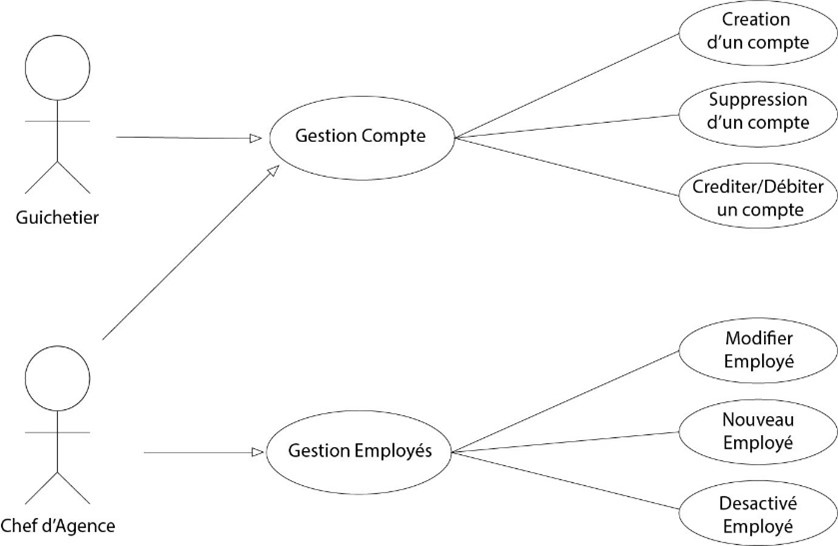 Creation
d'un compte
Gestion Compte
Suppression
d'un compte
Crediter/Débiter
un compte
Guichetier
Modifier
Employé
Gestion Employés
Nouveau
Employé
Desactivé
Employé
Chef d'Agence